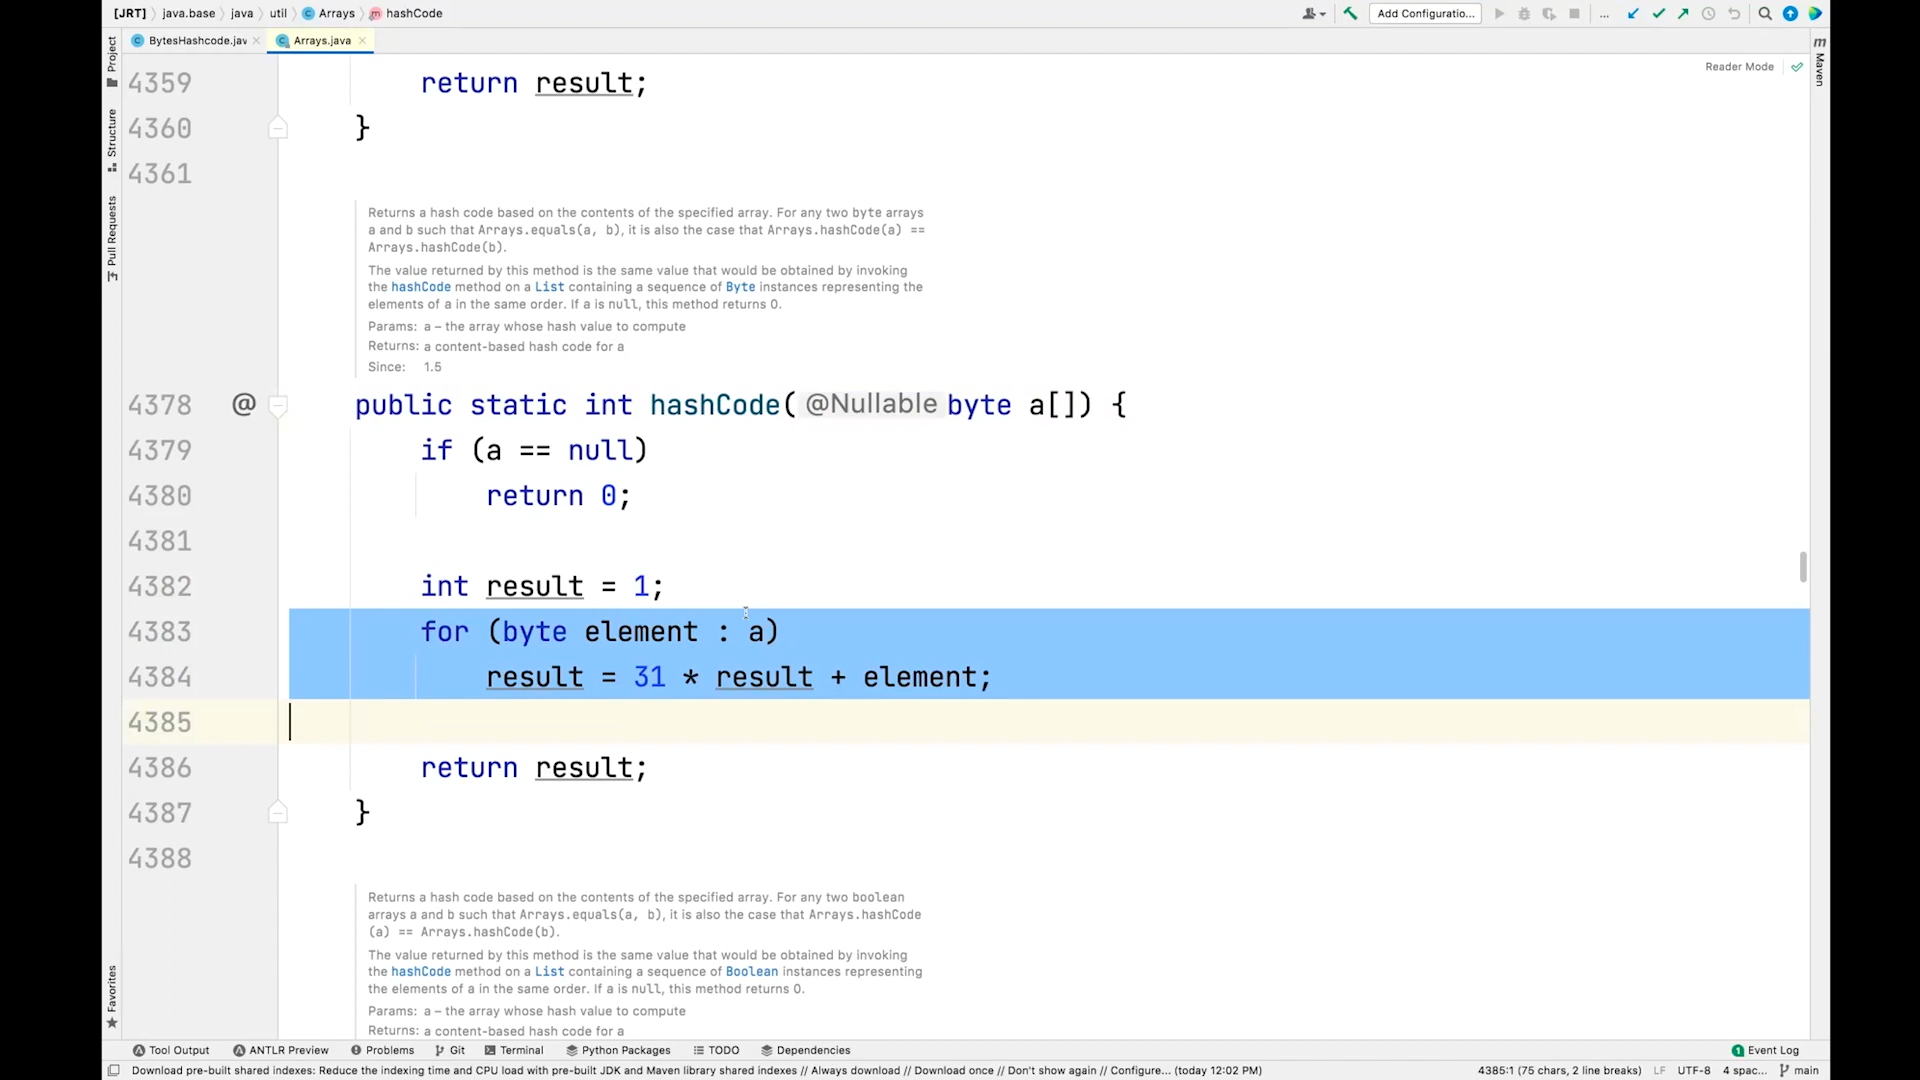 [JRT] java.base java util Arrays hashCode
Add Configuratio...
BytesHashcode.jav Arrays.java
Reader Mode
Project
Structure
Pull Requests
Favorites
Maven
4359 return result;
4360 }
4361
Returns a hash code based on the contents of the specified array. For any two byte arrays
a and b such that Arrays.equals(a, b), it is also the case that Arrays.hashCode(a) ==
Arrays.hashCode(b).
The value returned by this method is the same value that would be obtained by invoking
the hashCode method on a List containing a sequence of Byte instances representing the
elements of a in the same order. If a is null, this method returns 0.
Params: a – the array whose hash value to compute
Returns: a content-based hash code for a
Since: 1.5
4378 @ public static int hashCode( @Nullable byte a[]) {
4379 if (a == null)
4380 return 0;
4381
4382 int result = 1;
4383 for (byte element : a)
4384 result = 31 * result + element;
4385
4386 return result;
4387 }
4388
Returns a hash code based on the contents of the specified array. For any two boolean
arrays a and b such that Arrays.equals(a, b), it is also the case that Arrays.hashCode
(a) == Arrays.hashCode(b).
The value returned by this method is the same value that would be obtained by invoking
the hashCode method on a List containing a sequence of Boolean instances representing
the elements of a in the same order. If a is null, this method returns 0.
Params: a – the array whose hash value to compute
Returns: a content-based hash code for a
Tool Output ANTLR Preview Problems Git Terminal Python Packages TODO Dependencies 1 Event Log
Download pre-built shared indexes: Reduce the indexing time and CPU load with pre-built JDK and Maven library shared indexes // Always download // Download once // Don't show again // Configure... (today 12:02 PM) 4385:1 (75 chars, 2 line breaks) LF UTF-8 4 spac... main